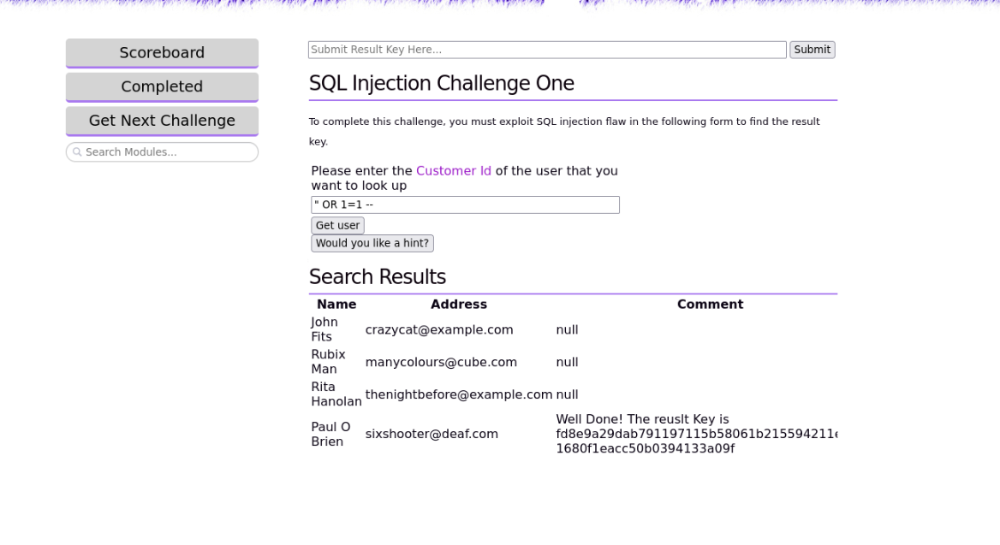 Scoreboard
Completed
Get Next Challenge
Search Modules...
Submit Result Key Here...
Submit
SQL Injection Challenge One
To complete this challenge, you must exploit SQL injection flaw in the following form to find the result
key.
Please enter the Customer Id of the user that you
want to look up
" OR 1=1 --
Get user
Would you like a hint?
Search Results
Name Address Comment
John
Fits
crazycat@example.com null
Rubix
Man
manycolours@cube.com null
Rita
Hanolan
thenightbefore@example.com null
Paul O
Brien
sixshooter@deaf.com
Well Done! The reuslt Key is
fd8e9a29dab791197115b58061b215594211e
1680f1eacc50b0394133a09f